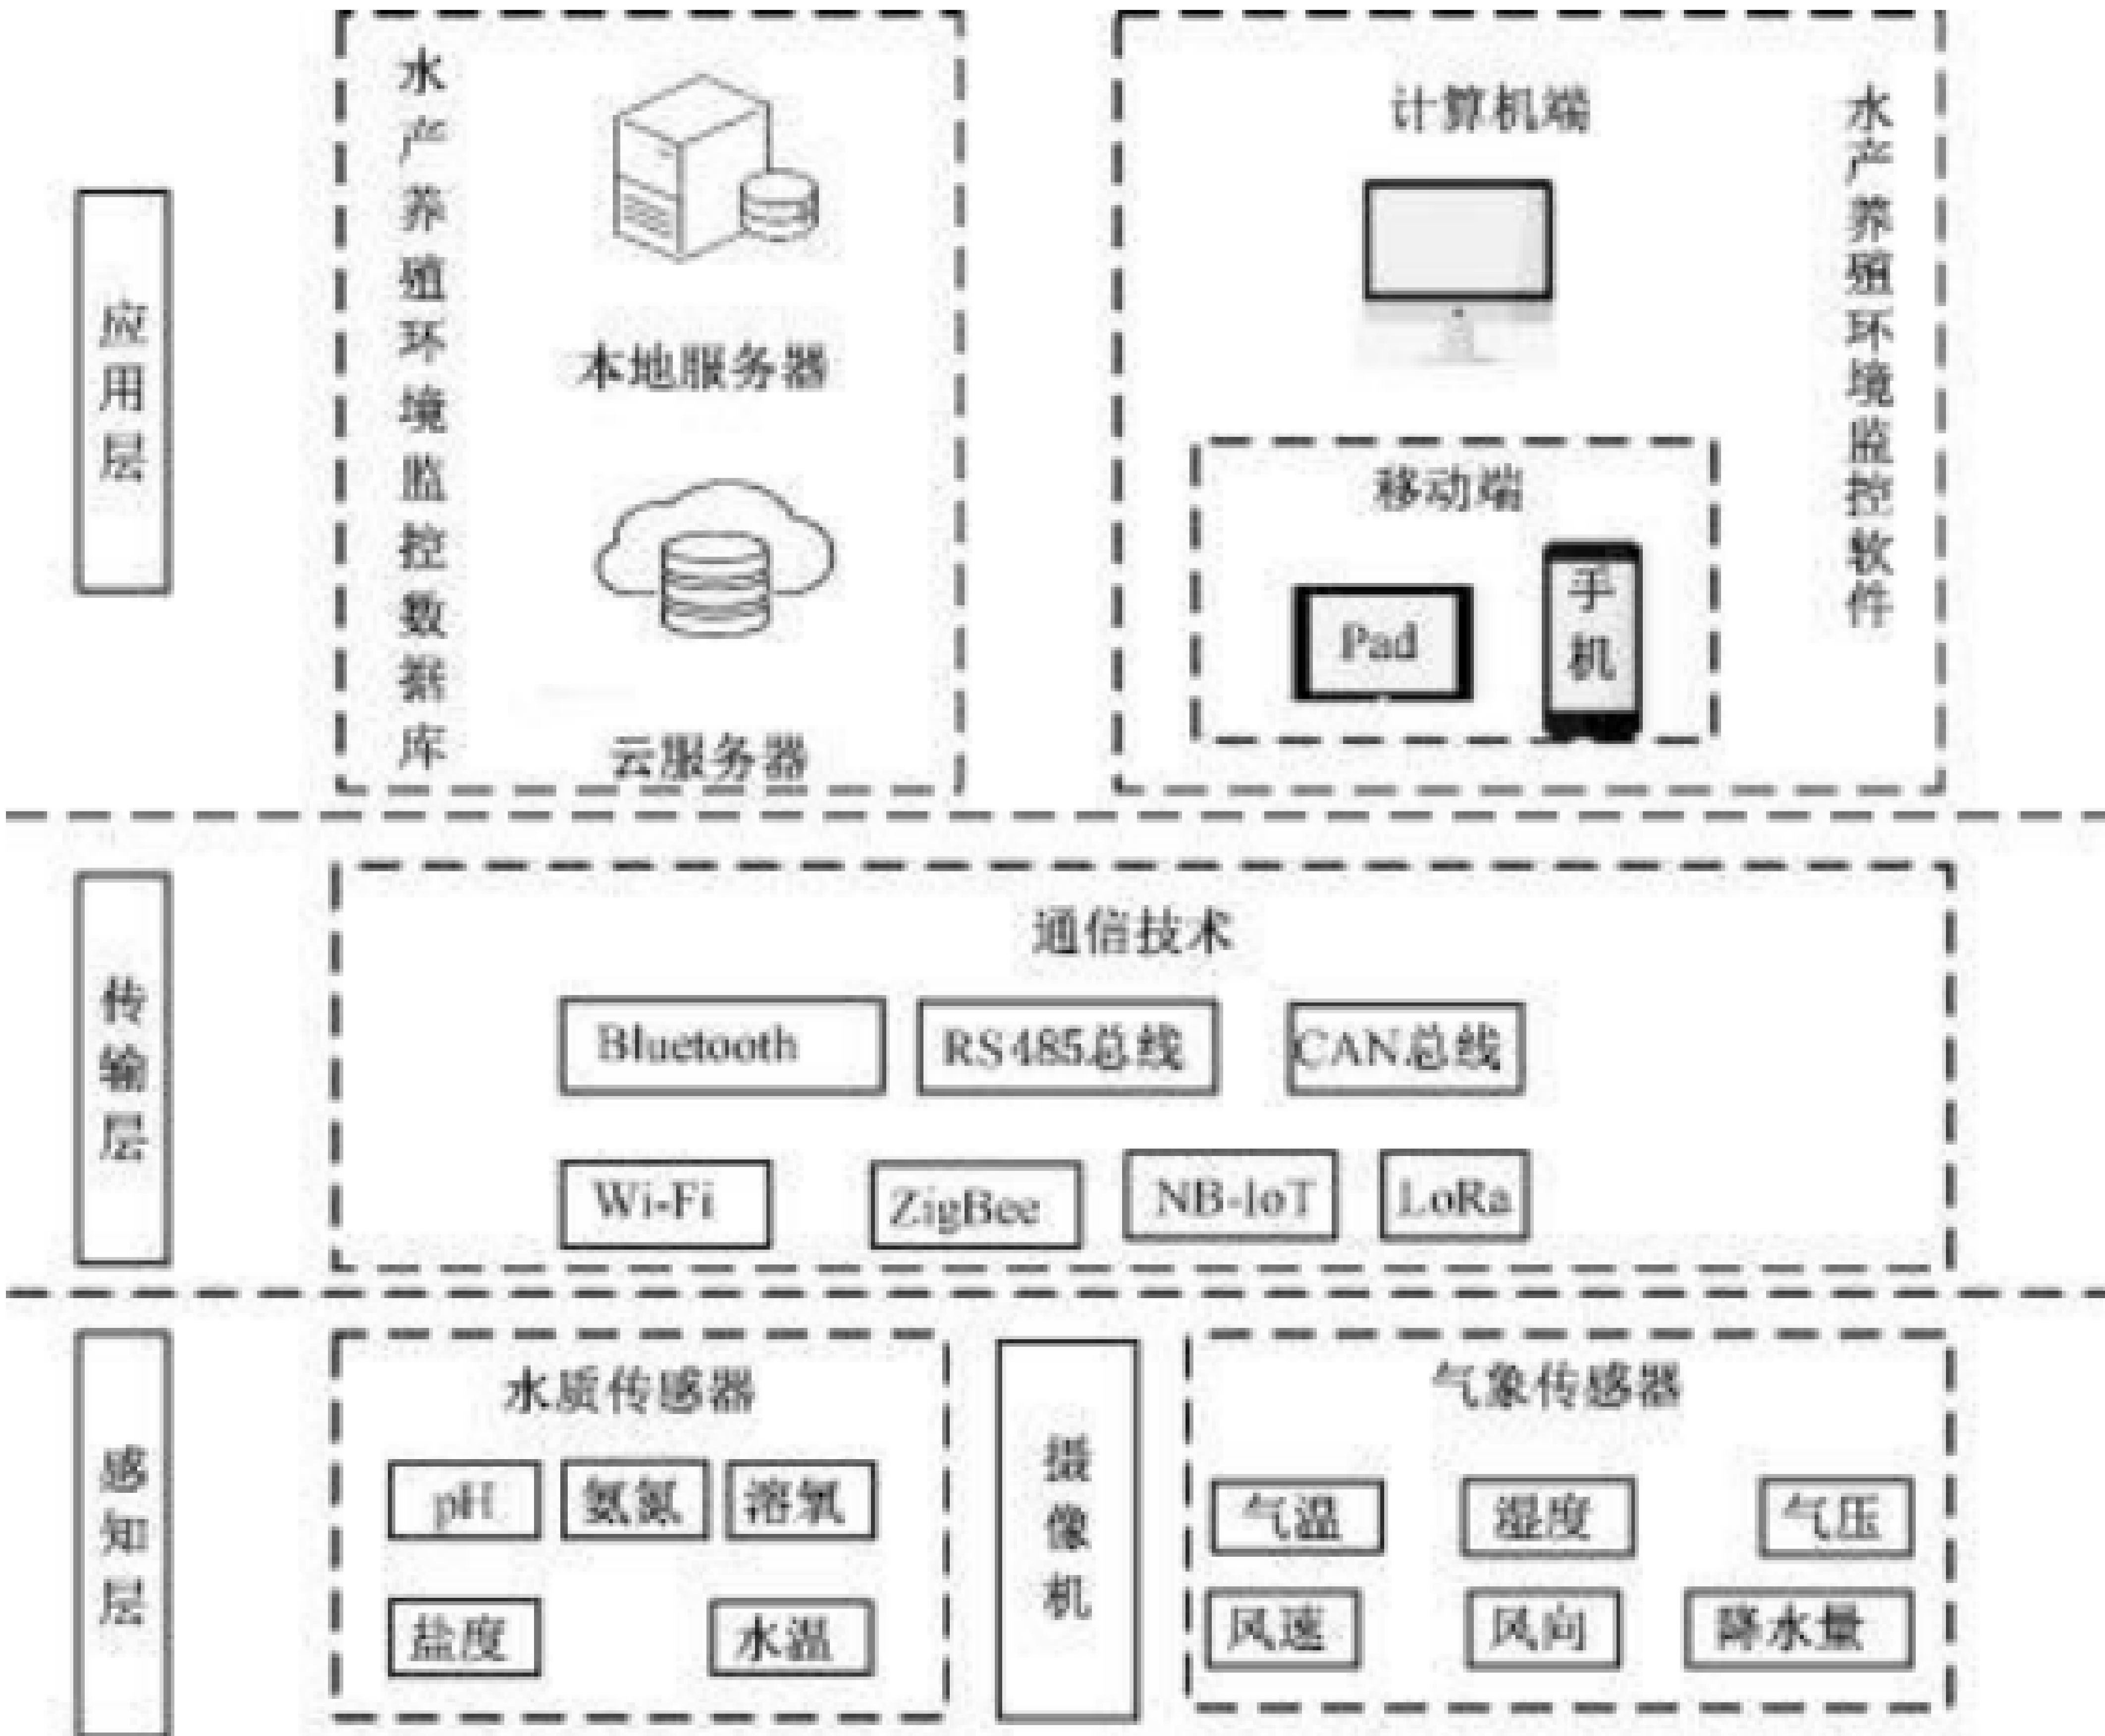 应用层
水产养殖环境监控数据库
本地服务器
云服务器
计算机端
移动端
Pad
手机
水产养殖环境监控软件
传输层
通信技术
Bluetooth
RS485总线
CAN总线
Wi-Fi
ZigBee
NB-IoT
LoRa
感知层
水质传感器
pH
氨氮
溶氧
盐度
水温
摄像机
气象传感器
气温
湿度
气压
风速
风向
降水量